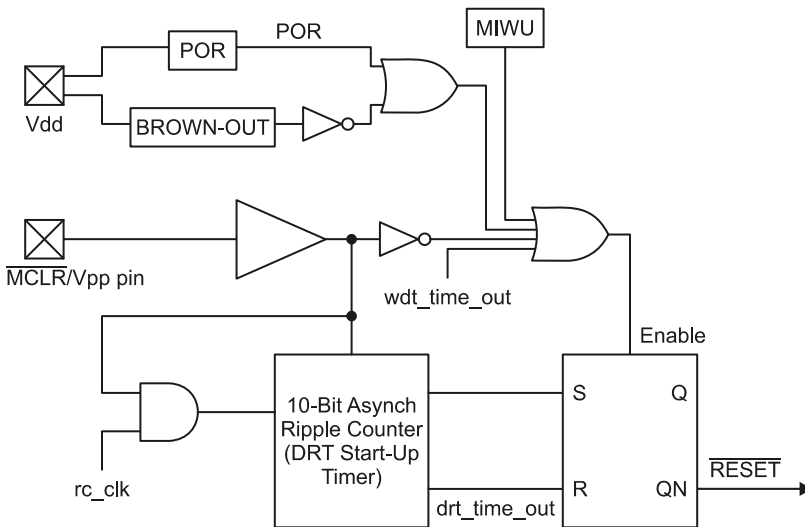 POR
MIWU
POR
Vdd
BROWN-OUT
MCLR/Vpp pin
wdt_time_out
Enable
10-Bit Asynch
Ripple Counter
(DRT Start-Up
Timer)
S
Q
rc_clk
drt_time_out
R
QN
RESET